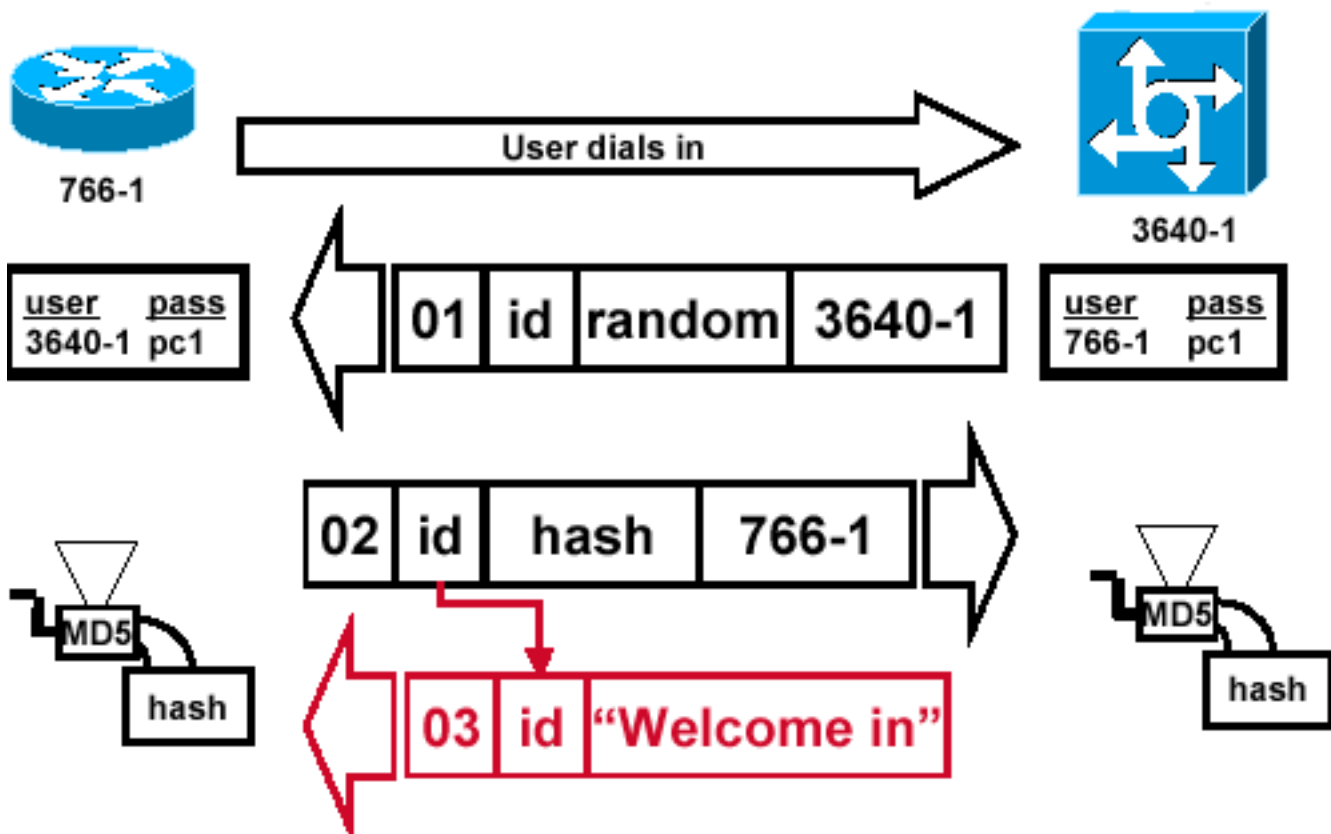 User dials in
766-1
3640-1
user pass
3640-1 pc1
01 id random 3640-1
user pass
766-1 pc1
02 id hash 766-1
MD5
hash
MD5
hash
03 id “Welcome in”